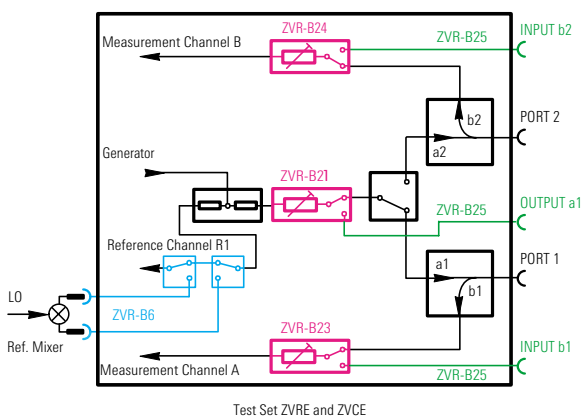 ZVR-B24
ZVR-B25
INPUT b2
Measurement Channel B
b2
PORT 2
a2
Generator
ZVR-B21
OUTPUT a1
ZVR-B25
Reference Channel R1
a1
PORT 1
b1
LO
ZVR-B6
ZVR-B23
Ref. Mixer
INPUT b1
Measurement Channel A
ZVR-B25
Test Set ZVRE and ZVCE